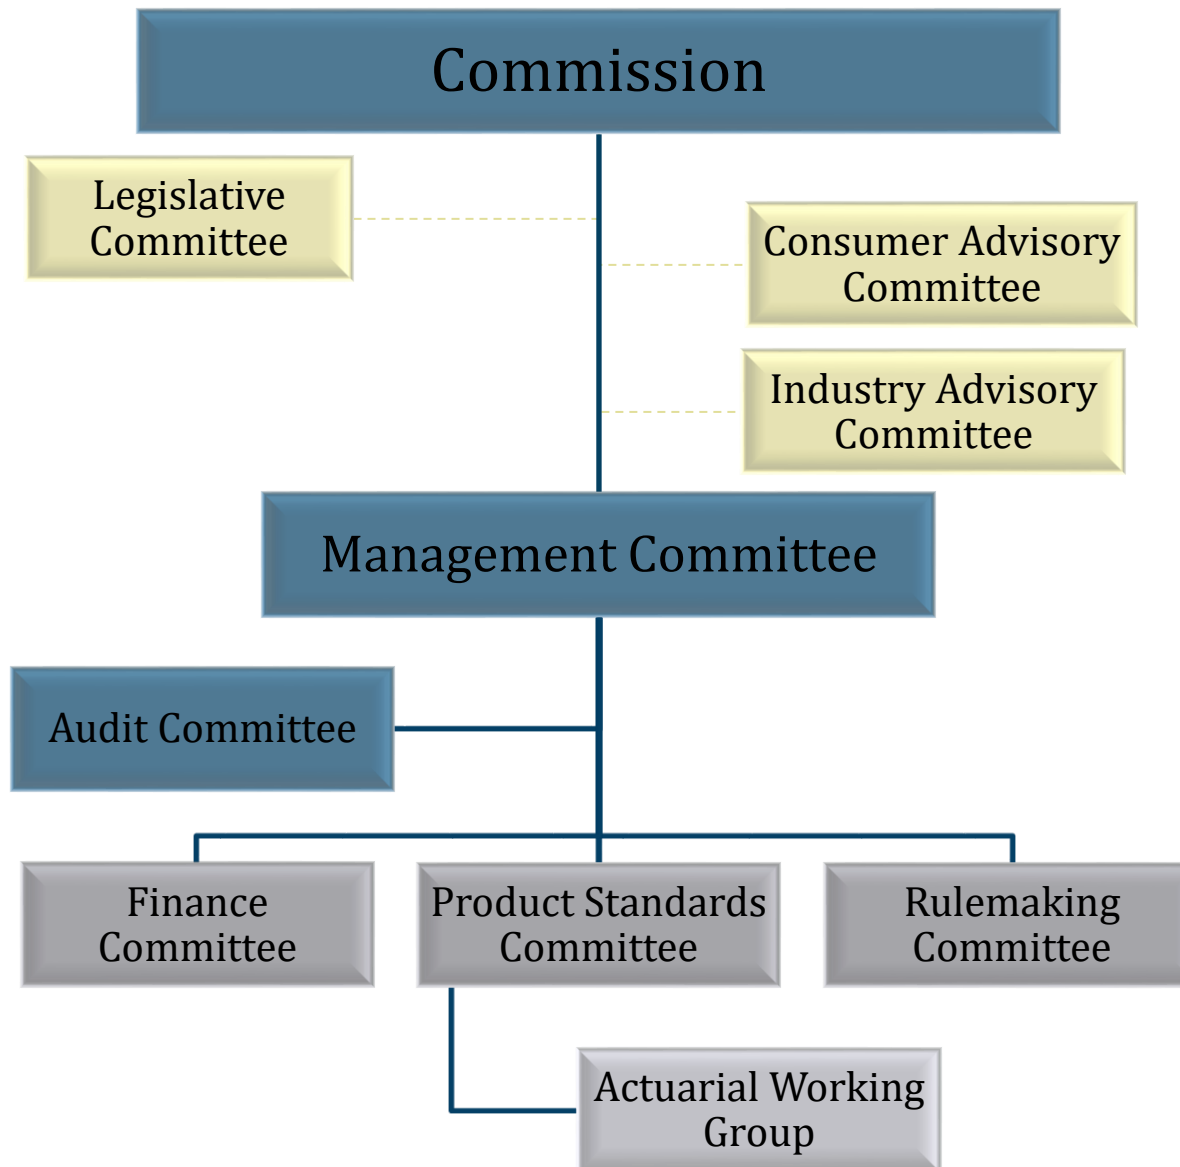 Commission
Legislative
Committee
Consumer Advisory
Committee
Industry Advisory
Committee
Management Committee
Audit Committee
Finance
Committee
Product Standards
Committee
Rulemaking
Committee
Actuarial Working
Group